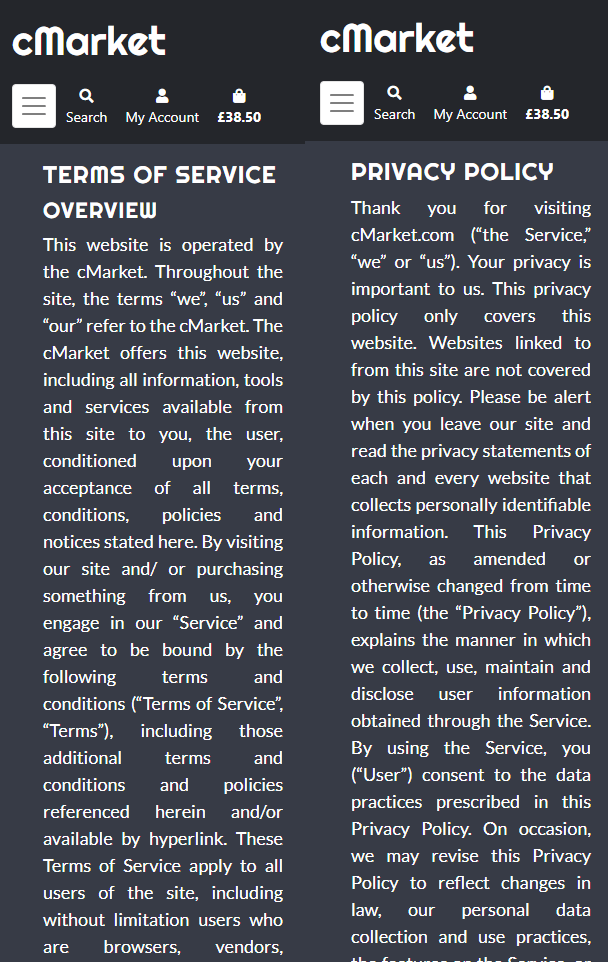 cMarket
Search
My Account
£38.50
TERMS OF SERVICE
OVERVIEW
This website is operated by
the cMarket. Throughout the
site, the terms “we”, “us” and
“our” refer to the cMarket. The
cMarket offers this website,
including all information, tools
and services available from
this site to you, the user,
conditioned upon your
acceptance of all terms,
conditions, policies and
notices stated here. By visiting
our site and/ or purchasing
something from us, you
engage in our “Service” and
agree to be bound by the
following terms and
conditions (“Terms of Service”,
“Terms”), including those
additional terms and
conditions and policies
referenced herein and/or
available by hyperlink. These
Terms of Service apply to all
users of the site, including
without limitation users who
are browsers, vendors,
cMarket
Search
My Account
£38.50
PRIVACY POLICY
Thank you for visiting
cMarket.com (“the Service,”
“we” or “us”). Your privacy is
important to us. This privacy
policy only covers this
website. Websites linked to
from this site are not covered
by this policy. Please be alert
when you leave our site and
read the privacy statements of
each and every website that
collects personally identifiable
information. This Privacy
Policy, as amended or
otherwise changed from time
to time (the “Privacy Policy”),
explains the manner in which
we collect, use, maintain and
disclose user information
obtained through the Service.
By using the Service, you
(“User”) consent to the data
practices prescribed in this
Privacy Policy. On occasion,
we may revise this Privacy
Policy to reflect changes in
law, our personal data
collection and use practices,
the features on the Service, or